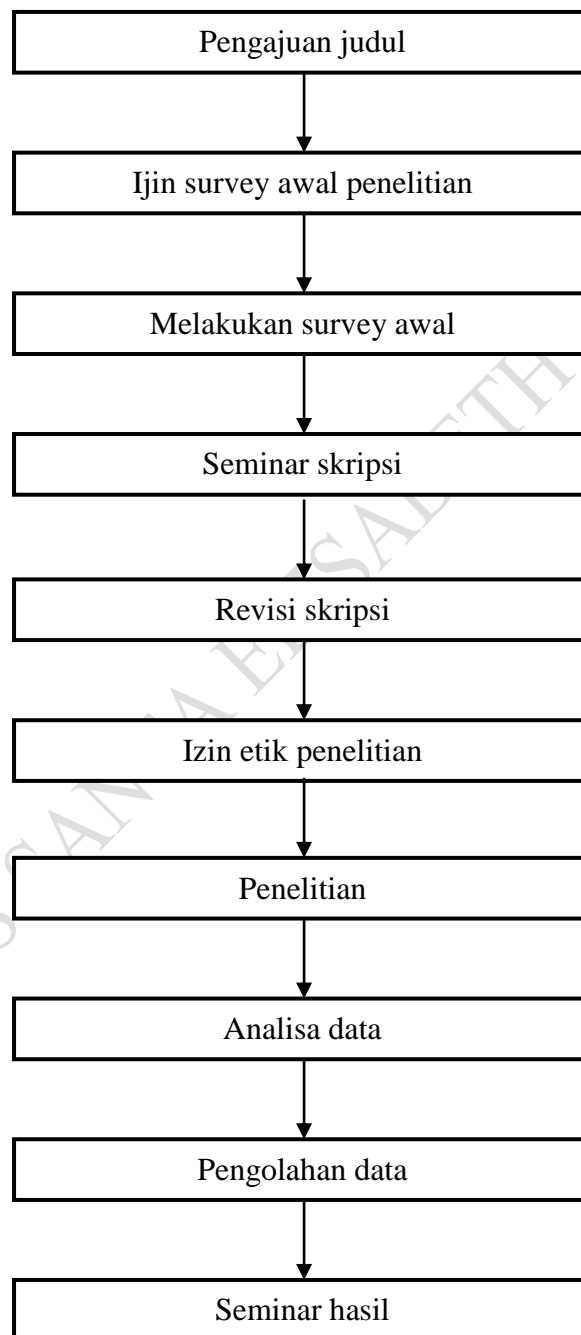 Pengajuan judul
Ijin survey awal penelitian
Melakukan survey awal
Seminar skripsi
Revisi skripsi
Izin etik penelitian
Penelitian
Analisa data
Pengolahan data
Seminar hasil